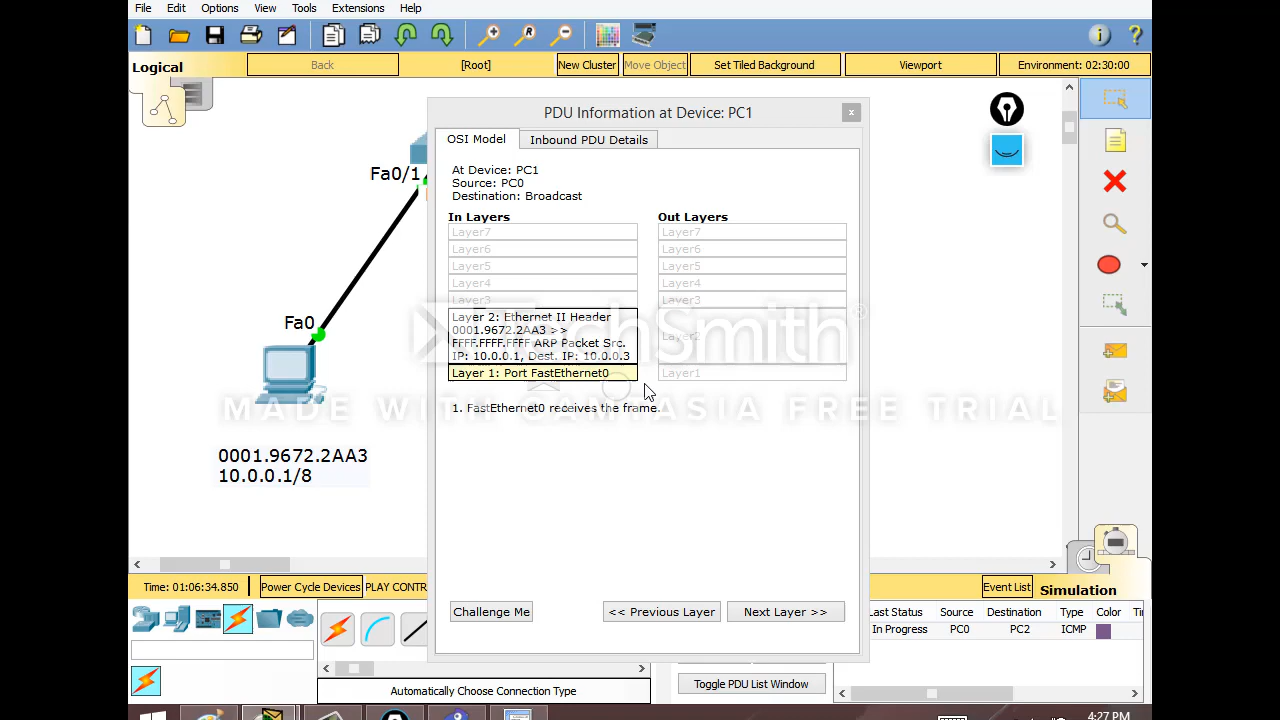 File Edit Options View Tools Extensions Help
Logical Back [Root] New Cluster Move Object Set Tiled Background Viewport Environment: 02:30:00
PDU Information at Device: PC1 x
OSI Model Inbound PDU Details
At Device: PC1
Source: PC0
Destination: Broadcast
In Layers Out Layers
Layer7 Layer7
Layer6 Layer6
Layer5 Layer5
Layer4 Layer4
Layer3 Layer3
Layer 2: Ethernet II Header
0001.9672.2AA3 >>
FFFF.FFFF.FFFF ARP Packet Src.
IP: 10.0.0.1, Dest. IP: 10.0.0.3
Layer2
Layer 1: Port FastEthernet0 Layer1
1. FastEthernet0 receives the frame.
Challenge Me << Previous Layer Next Layer >>
Fa0/1
Fa0
0001.9672.2AA3
10.0.0.1/8
TechSmith®
MADE WITH CAMTASIA FREE TRIAL
Time: 01:06:34.850 Power Cycle Devices PLAY CONTR Event List Simulation
Last Status Source Destination Type Color Ti
In Progress PC0 PC2 ICMP
Automatically Choose Connection Type
Toggle PDU List Window
4:27 PM